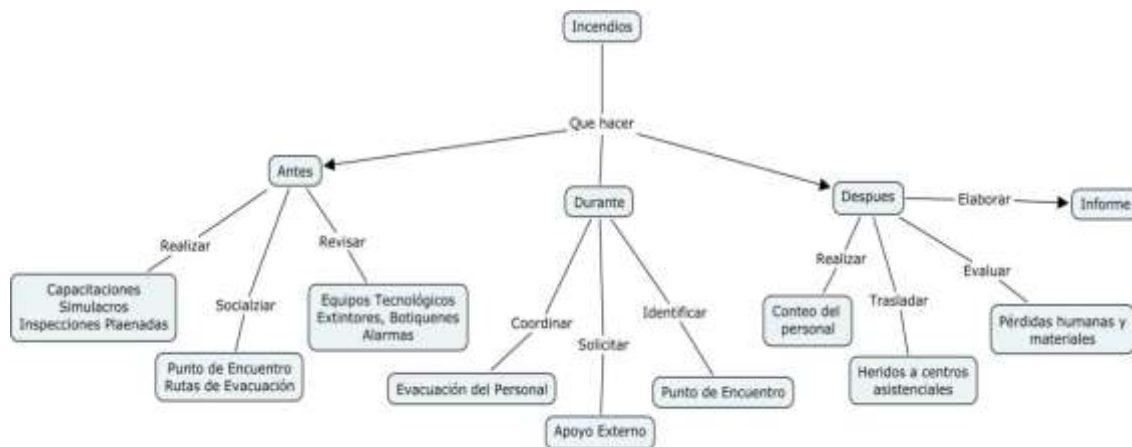 Incendios
Que hacer
Antes
Durante
Despues
Elaborar
Informe
Realizar
Socialziar
Revisar
Capacitaciones
Simulacros
Inspecciones Plaenadas
Punto de Encuentro
Rutas de Evacuación
Equipos Tecnológicos
Extintores, Botiquenes
Alarmas
Coordinar
Solicitar
Identificar
Evacuación del Personal
Apoyo Externo
Punto de Encuentro
Realizar
Trasladar
Evaluar
Conteo del
personal
Heridos a centros
asistenciales
Pérdidas humanas y
materiales